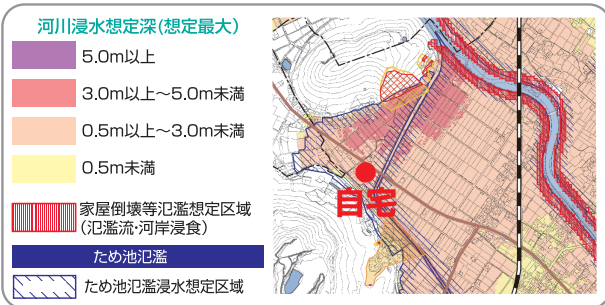 河川浸水想定深(想定最大)
5.0m以上
3.0m以上〜5.0m未満
0.5m以上〜3.0m未満
0.5m未満
家屋倒壊等氾濫想定区域
(氾濫流・河岸浸食)
ため池氾濫
ため池氾濫浸水想定区域
自宅